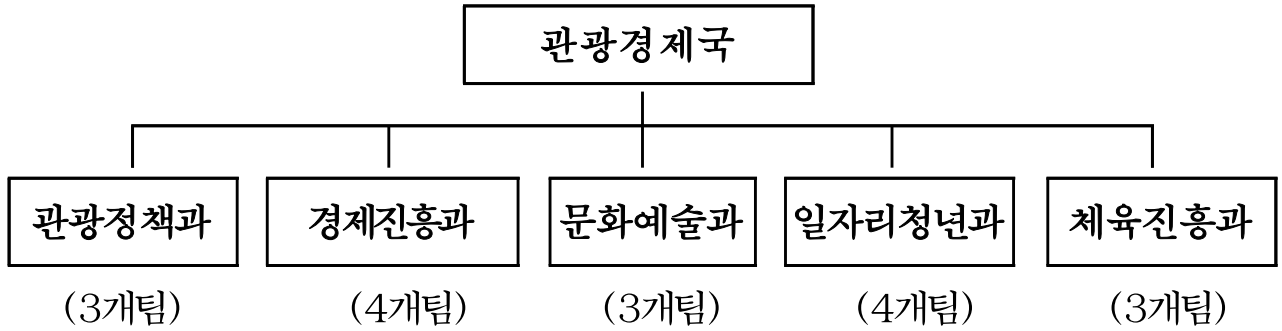 관광경제국
관광정책과 경제진흥과 문화예술과 일자리청년과 체육진흥과
(3개팀) (4개팀) (3개팀) (4개팀) (3개팀)